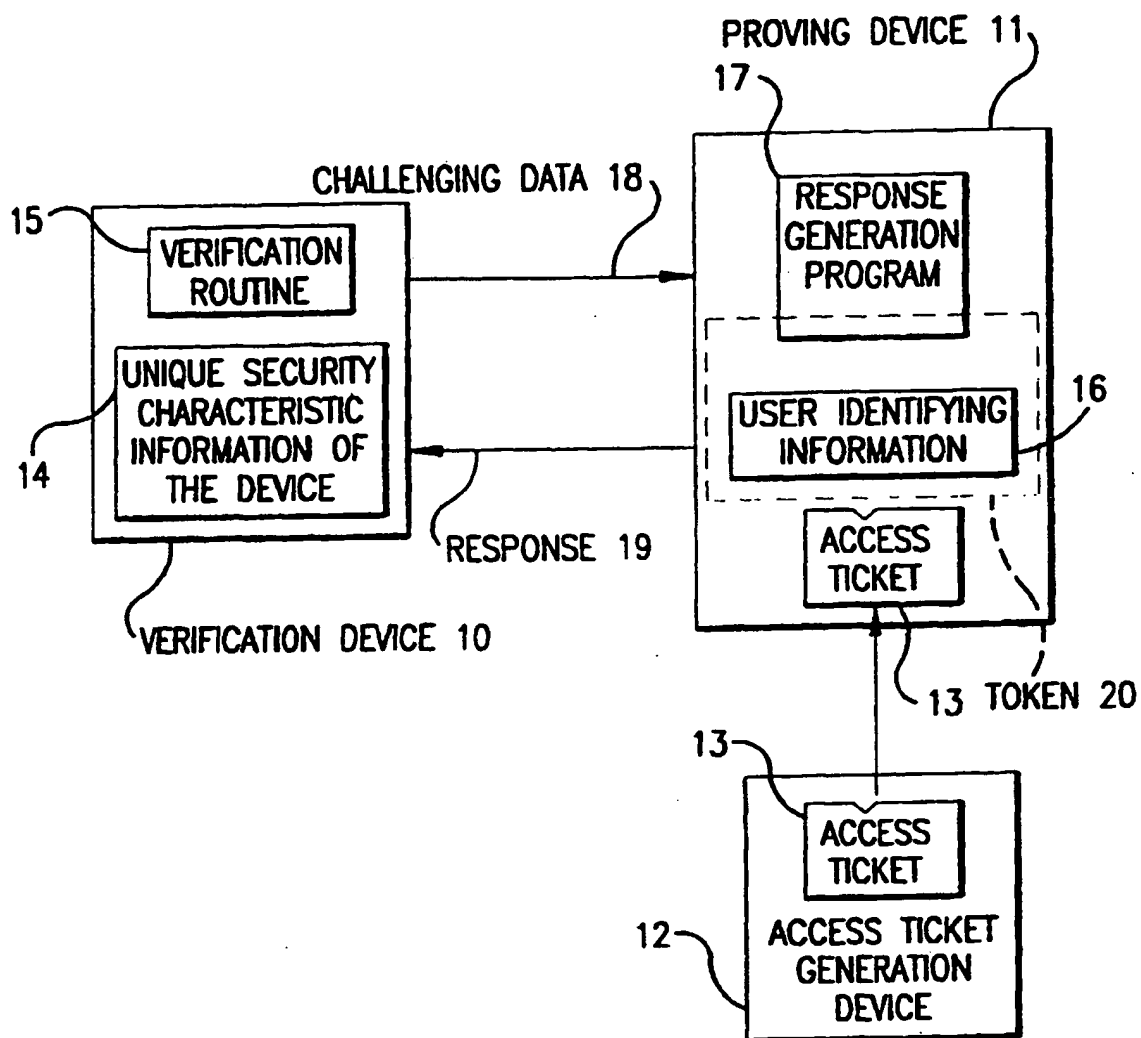 PROVING DEVICE 11
17
CHALLENGING DATA 18
15
VERIFICATION
ROUTINE
RESPONSE
GENERATION
PROGRAM
UNIQUE SECURITY
CHARACTERISTIC
INFORMATION OF
THE DEVICE
14
USER IDENTIFYING
INFORMATION
16
RESPONSE 19
ACCESS
TICKET
VERIFICATION DEVICE 10
13
TOKEN 20
13
ACCESS
TICKET
12
ACCESS TICKET
GENERATION
DEVICE